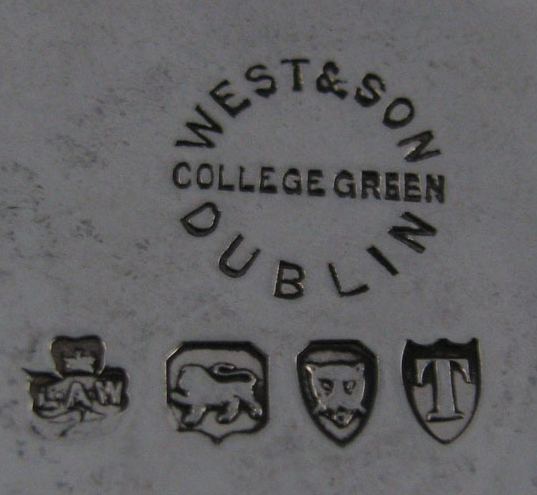 WEST & SON
COLLEGE GREEN
DUBLIN
T